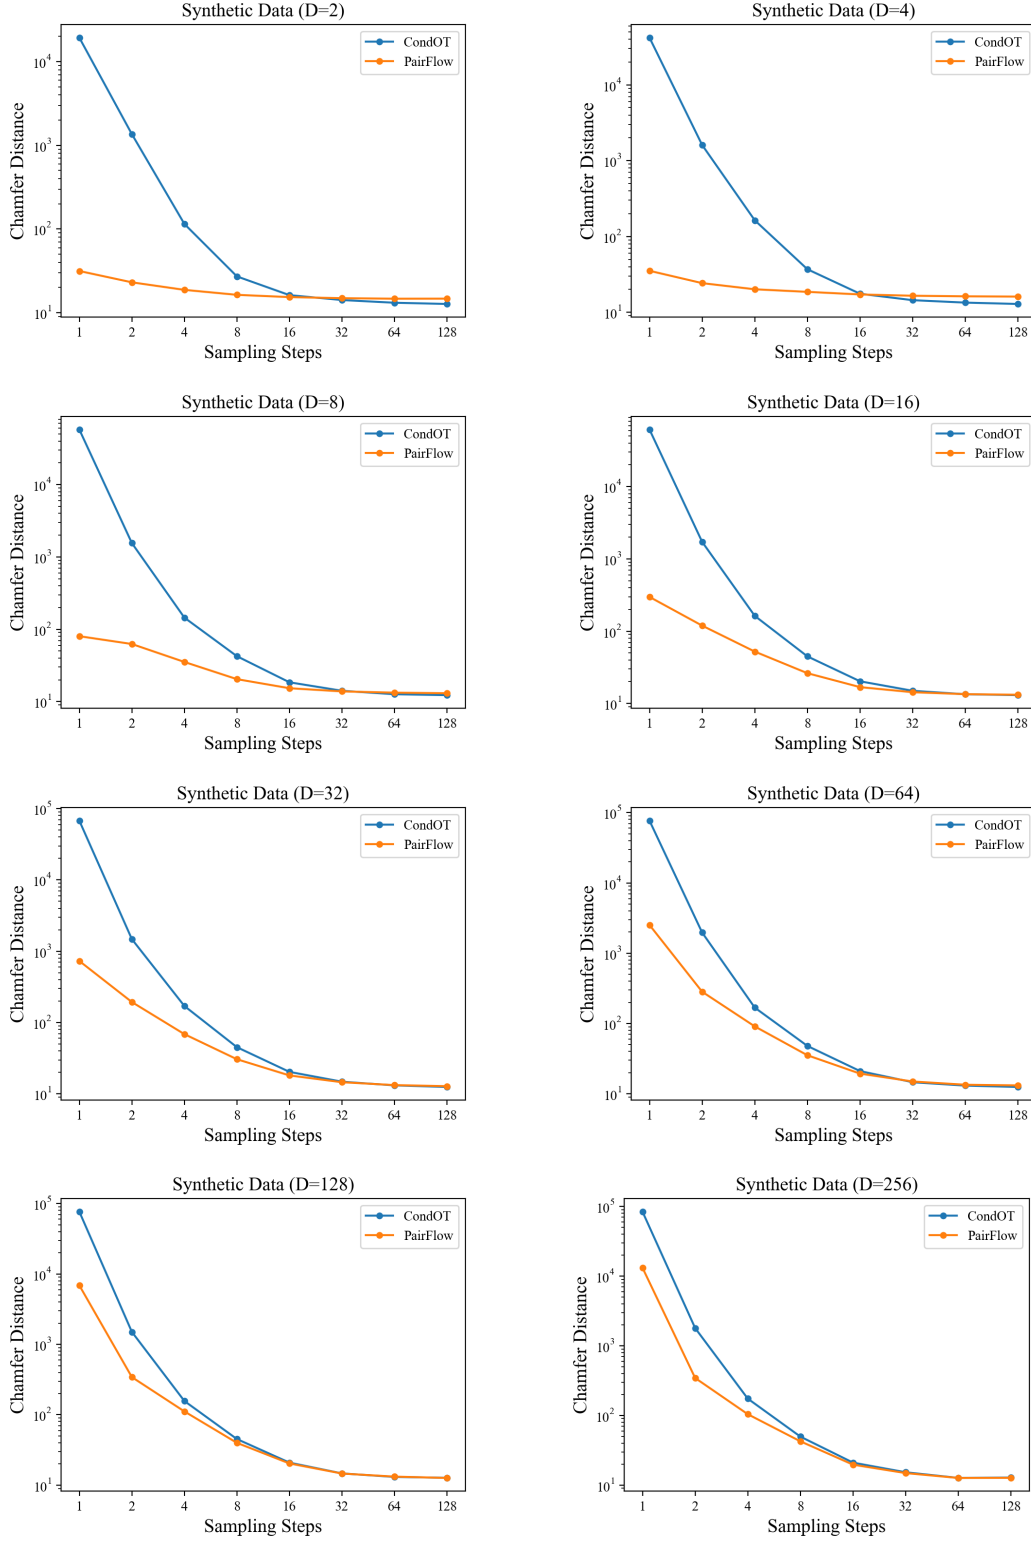 Synthetic Data (D=2)
CondOT
PairFlow
10^4
10^3
10^2
10^1
Chamfer Distance
1 2 4 8 16 32 64 128
Sampling Steps
Synthetic Data (D=4)
CondOT
PairFlow
10^4
10^3
10^2
10^1
Chamfer Distance
1 2 4 8 16 32 64 128
Sampling Steps
Synthetic Data (D=8)
CondOT
PairFlow
10^4
10^3
10^2
10^1
Chamfer Distance
1 2 4 8 16 32 64 128
Sampling Steps
Synthetic Data (D=16)
CondOT
PairFlow
10^4
10^3
10^2
10^1
Chamfer Distance
1 2 4 8 16 32 64 128
Sampling Steps
Synthetic Data (D=32)
CondOT
PairFlow
10^5
10^4
10^3
10^2
10^1
Chamfer Distance
1 2 4 8 16 32 64 128
Sampling Steps
Synthetic Data (D=64)
CondOT
PairFlow
10^5
10^4
10^3
10^2
10^1
Chamfer Distance
1 2 4 8 16 32 64 128
Sampling Steps
Synthetic Data (D=128)
CondOT
PairFlow
10^5
10^4
10^3
10^2
10^1
Chamfer Distance
1 2 4 8 16 32 64 128
Sampling Steps
Synthetic Data (D=256)
CondOT
PairFlow
10^5
10^4
10^3
10^2
10^1
Chamfer Distance
1 2 4 8 16 32 64 128
Sampling Steps